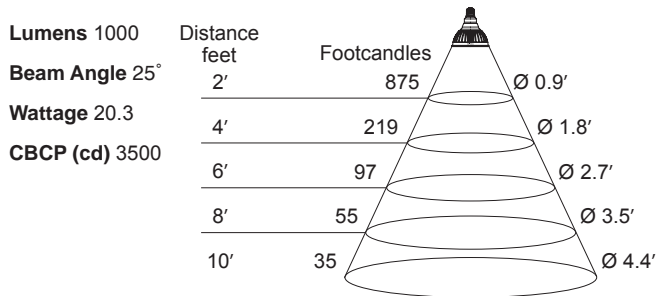 Lumens 1000
Beam Angle 25°
Wattage 20.3
CBCP (cd) 3500
Distance
feet
Footcandles
2′ 875 Ø 0.9′
4′ 219 Ø 1.8′
6′ 97 Ø 2.7′
8′ 55 Ø 3.5′
10′ 35 Ø 4.4′